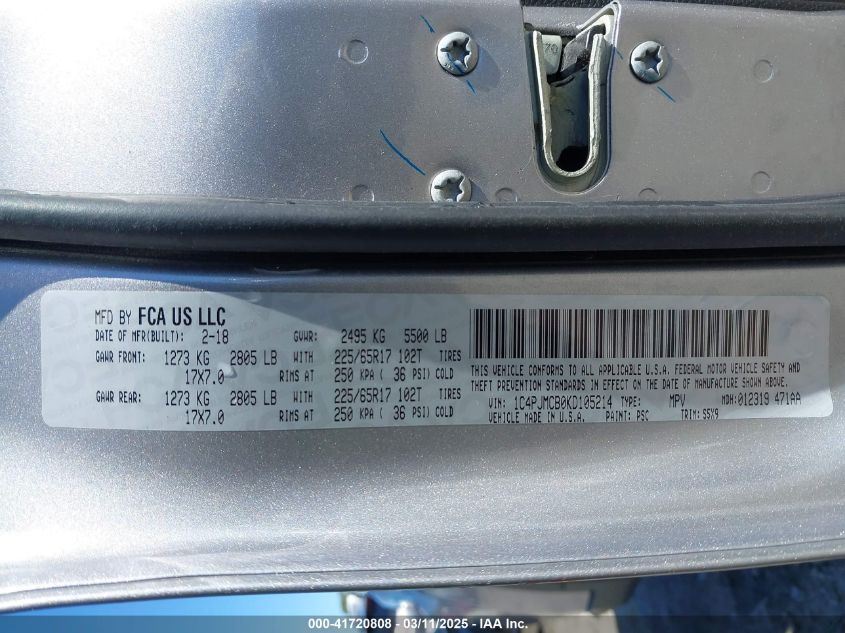 70
MFD BY FCA US LLC
DATE OF MFR(BUILT): 2-18 GVWR: 2495 KG 5500 LB
GAWR FRONT: 1273 KG 2805 LB WITH 225/65R17 102T TIRES
17X7.0 RIMS AT 250 KPA ( 36 PSI) COLD
GAWR REAR: 1273 KG 2805 LB WITH 225/65R17 102T TIRES
17X7.0 RIMS AT 250 KPA ( 36 PSI) COLD
THIS VEHICLE CONFORMS TO ALL APPLICABLE U.S.A. FEDERAL MOTOR VEHICLE SAFETY AND
THEFT PREVENTION STANDARDS IN EFFECT ON THE DATE OF MANUFACTURE SHOWN ABOVE.
VIN: 1C4PJMCB0KD105214 TYPE: MPV MDH: 012319 471AA
VEHICLE MADE IN U.S.A. PAINT: PSC TRIM: S5X9
000-41720808 - 03/11/2025 - IAA Inc.